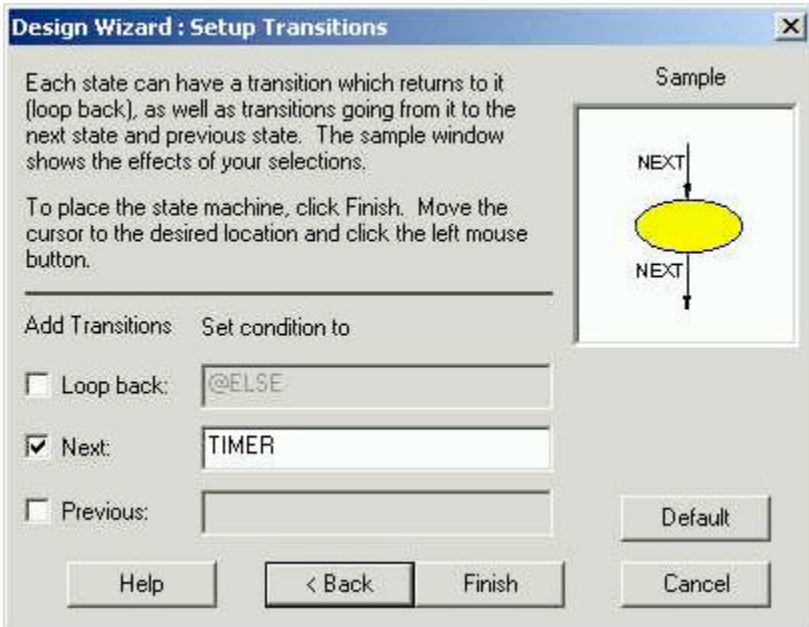 Design Wizard : Setup Transitions
Each state can have a transition which returns to it
(loop back), as well as transitions going from it to the
next state and previous state. The sample window
shows the effects of your selections.
To place the state machine, click Finish. Move the
cursor to the desired location and click the left mouse
button.
Sample
NEXT
NEXT
Add Transitions Set condition to
Loop back: @ELSE
Next: TIMER
Previous:
Default
Help < Back Finish Cancel